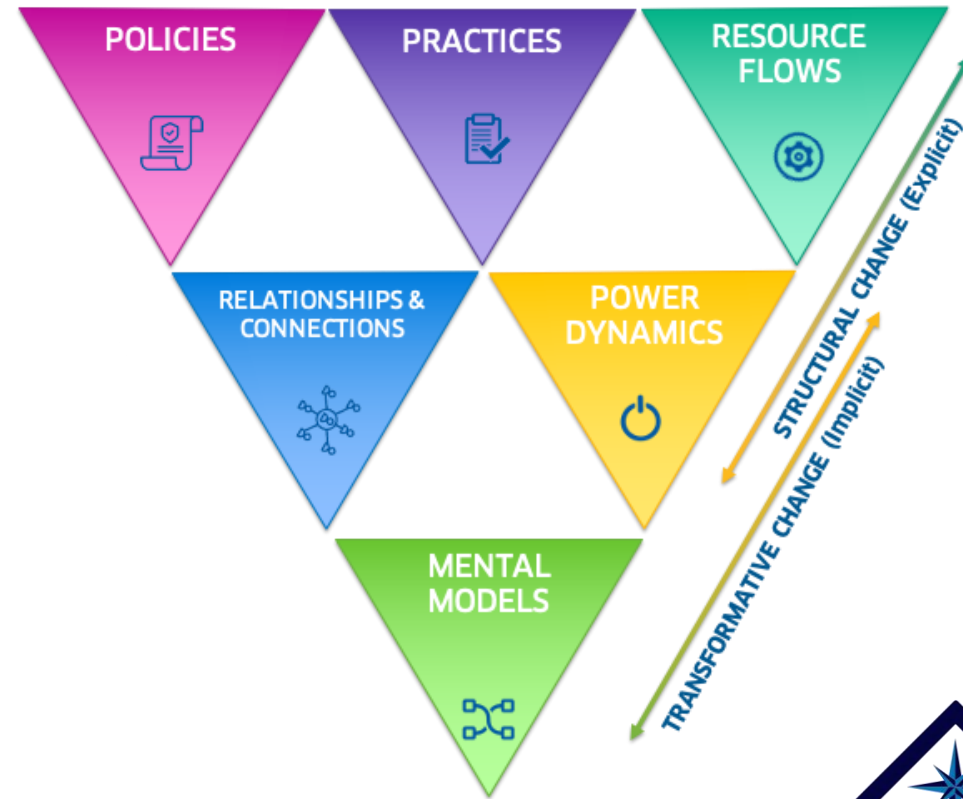 POLICIES
PRACTICES
RESOURCE
FLOWS
RELATIONSHIPS &
CONNECTIONS
POWER
DYNAMICS
MENTAL
MODELS
STRUCTURAL CHANGE (Explicit)
TRANSFORMATIVE CHANGE (Implicit)